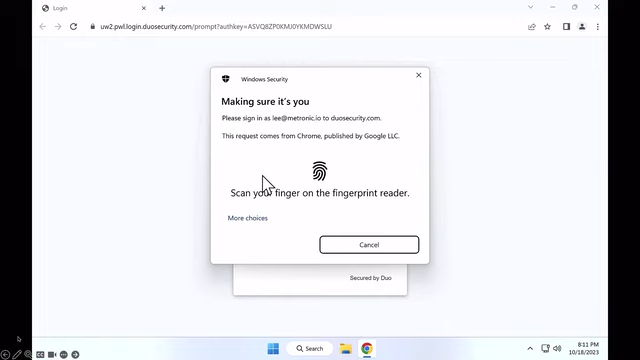 Login
uw2.pwl.login.duosecurity.com/prompt?authkey=ASVQ8ZP0KMJ0YKMDWSLU
Windows Security
Making sure it's you
Please sign in as lee@metronic.io to duosecurity.com.
This request comes from Chrome, published by Google LLC.
Scan your finger on the fingerprint reader.
More choices
Cancel
Secured by Duo
Search
8:11 PM
10/18/2023